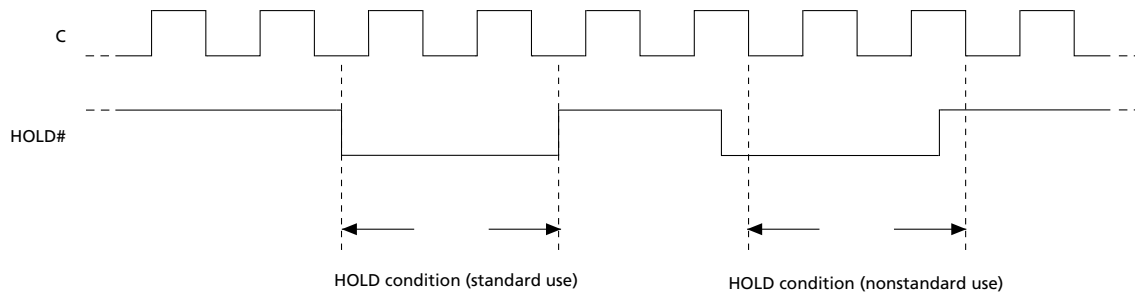 C
HOLD#
HOLD condition (standard use)
HOLD condition (nonstandard use)